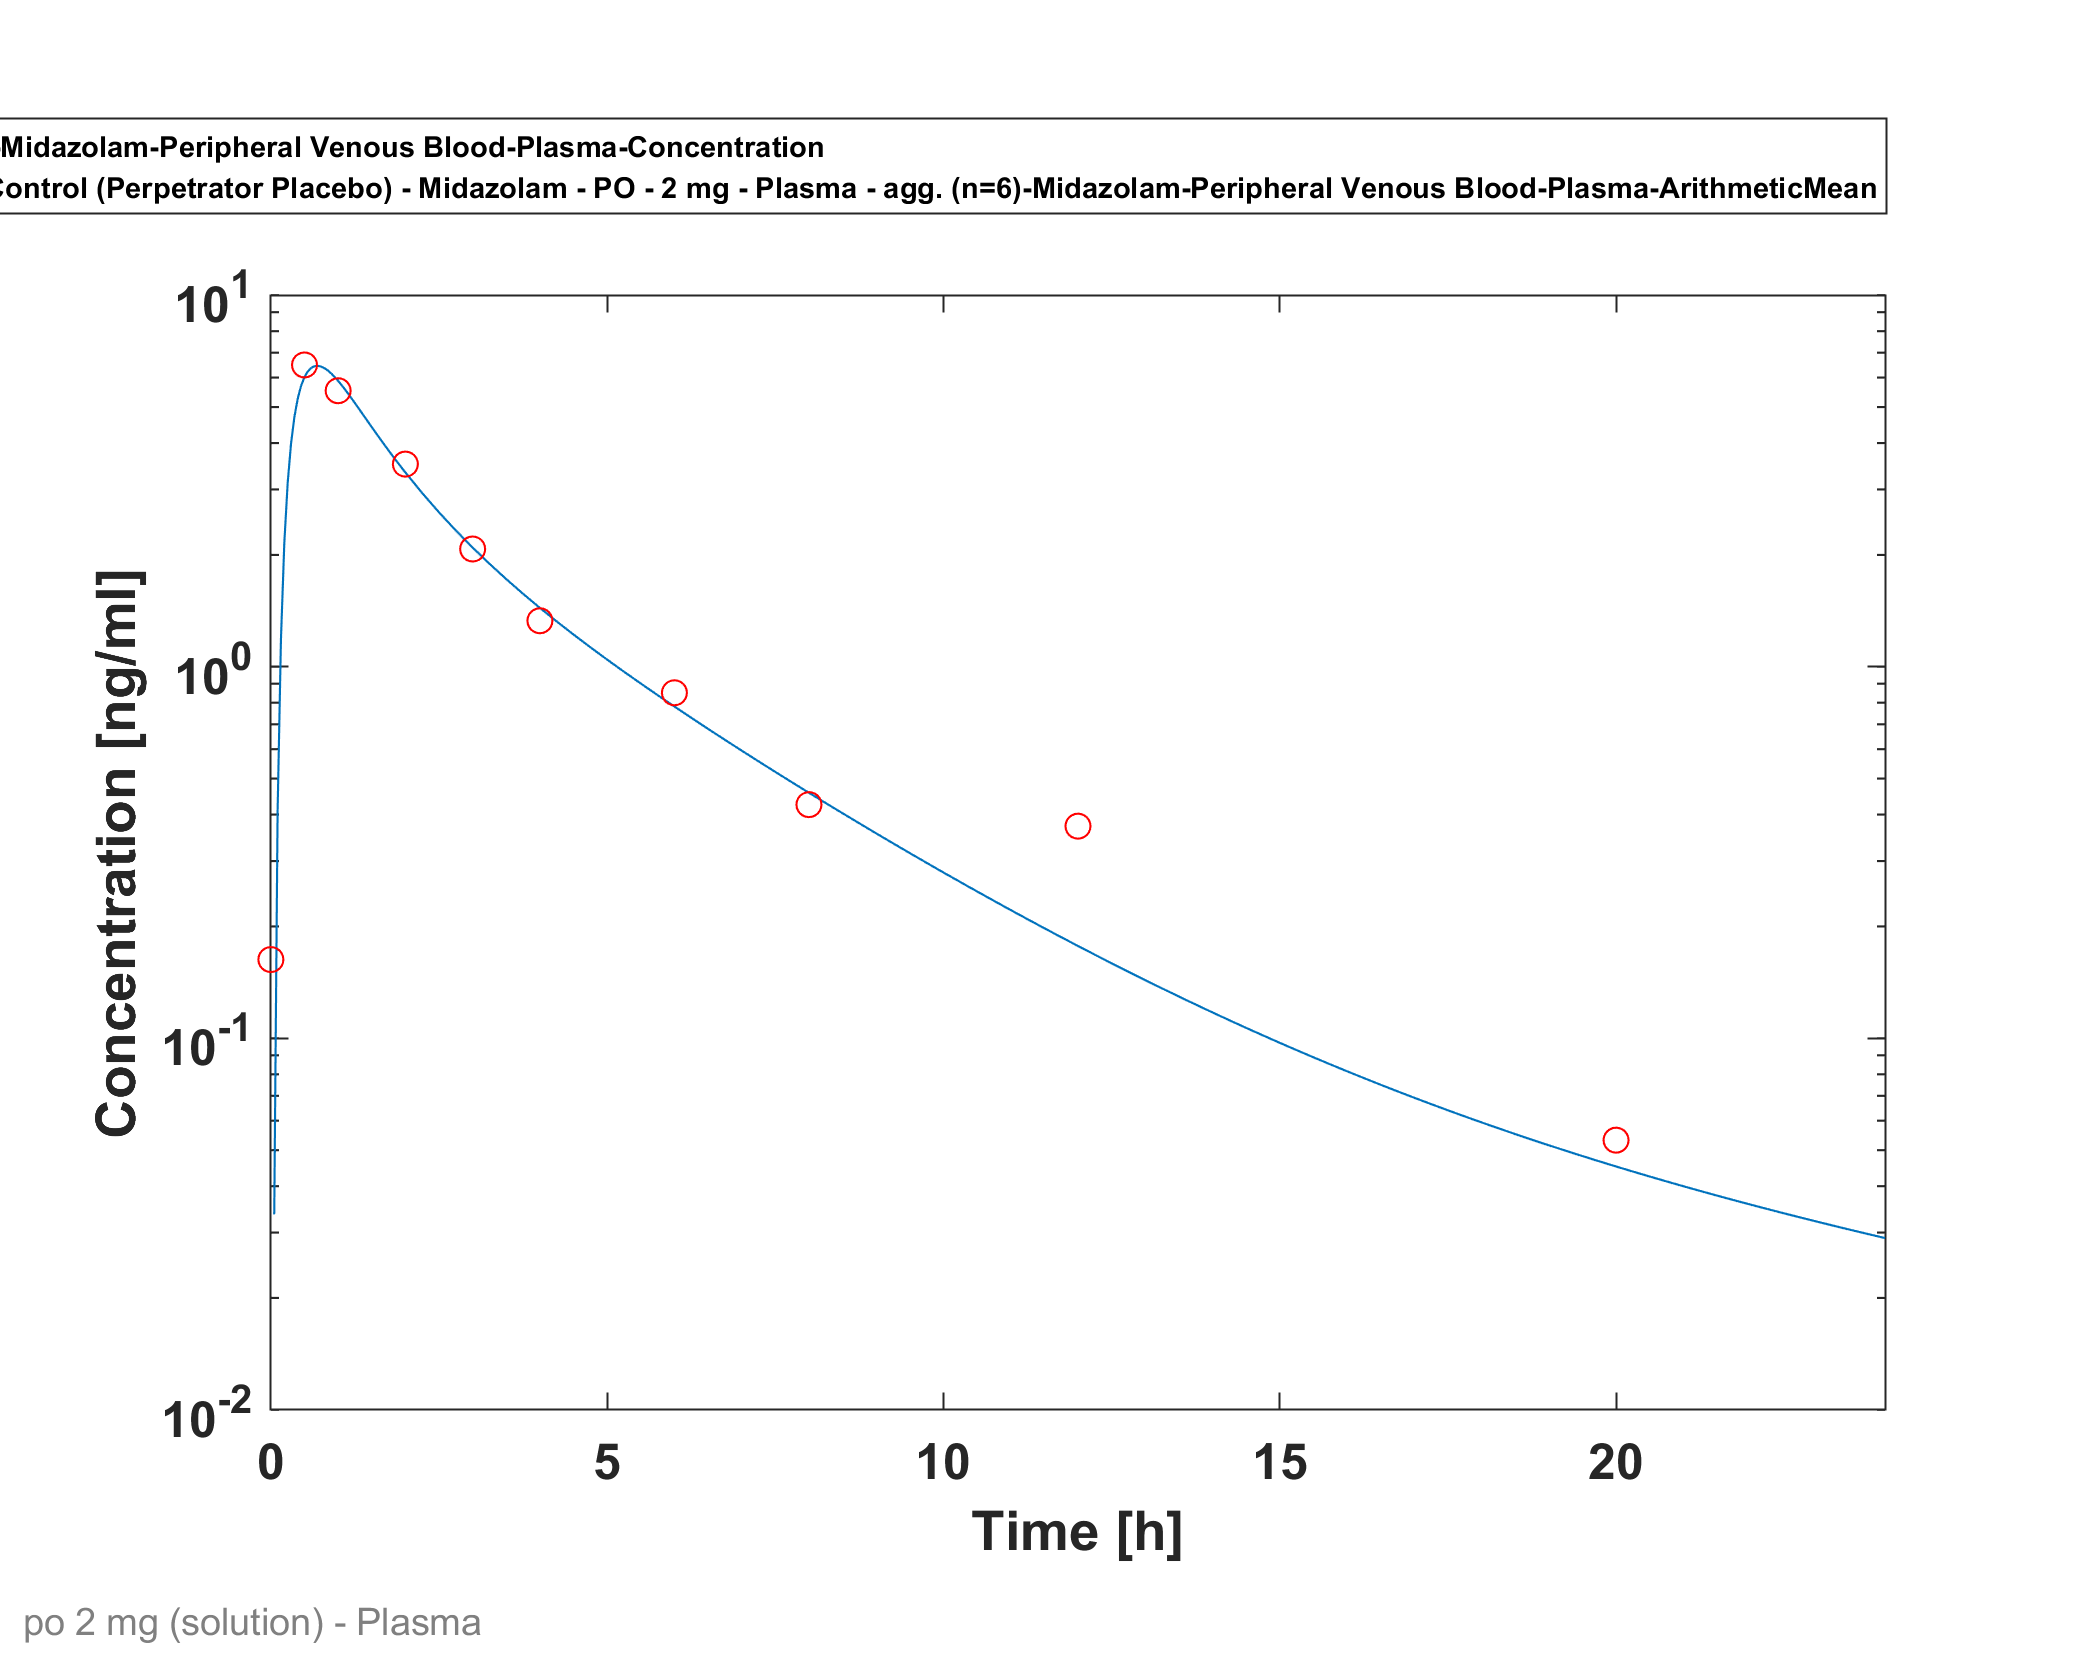 Midazolam-Peripheral Venous Blood-Plasma-Concentration
(Perpetrator Placebo) - Midazolam - PO - 2 mg - Plasma - agg. (n=6)-Midazolam-Peripheral Venous Blood-Plasma-ArithmeticMean
10^1
10^0
10^-1
10^-2
Concentration [ng/ml]
0 5 10 15 20
Time [h]
po 2 mg (solution) - Plasma